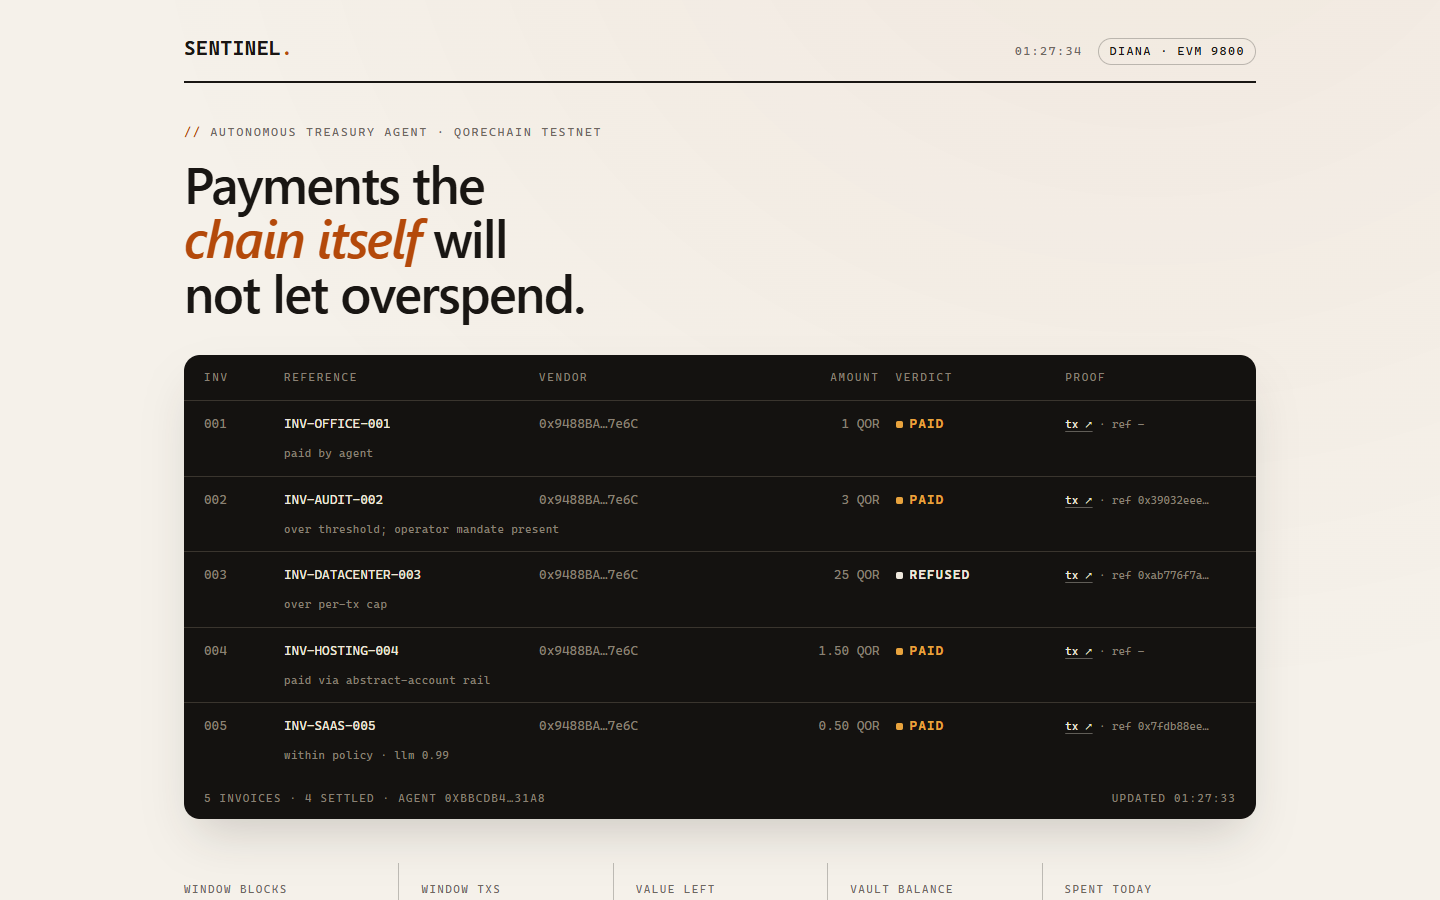 SENTINEL.
01:27:34 DIANA · EVM 9800
// AUTONOMOUS TREASURY AGENT · QORECHAIN TESTNET
Payments the
chain itself will
not let overspend.
INV REFERENCE VENDOR AMOUNT VERDICT PROOF
001 INV-OFFICE-001 0x9488BA…7e6C 1 QOR PAID tx ↗ · ref —
paid by agent
002 INV-AUDIT-002 0x9488BA…7e6C 3 QOR PAID tx ↗ · ref 0x39032eee…
over threshold; operator mandate present
003 INV-DATACENTER-003 0x9488BA…7e6C 25 QOR REFUSED tx ↗ · ref 0xab776f7a…
over per-tx cap
004 INV-HOSTING-004 0x9488BA…7e6C 1.50 QOR PAID tx ↗ · ref —
paid via abstract-account rail
005 INV-SAAS-005 0x9488BA…7e6C 0.50 QOR PAID tx ↗ · ref 0x7fdb88ee…
within policy · llm 0.99
5 INVOICES · 4 SETTLED · AGENT 0XBBCDB4…31A8 UPDATED 01:27:33
WINDOW BLOCKS WINDOW TXS VALUE LEFT VAULT BALANCE SPENT TODAY